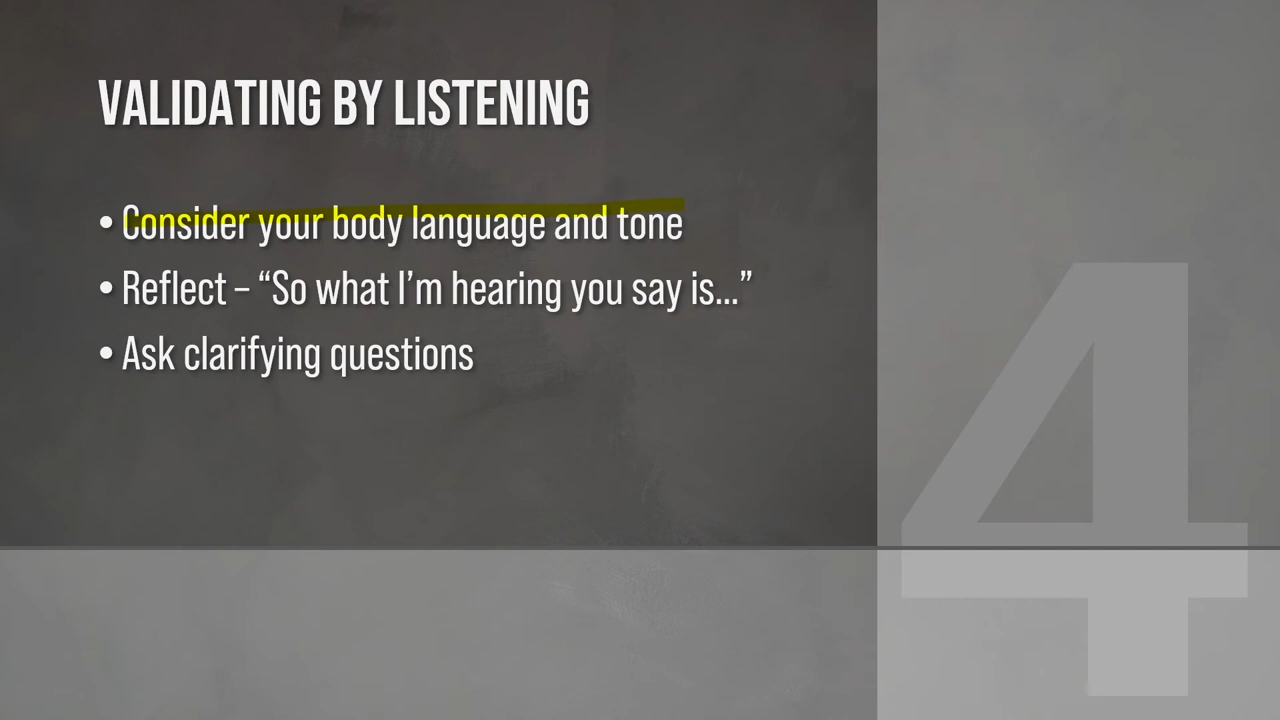 VALIDATING BY LISTENING
• Consider your body language and tone
• Reflect – “So what I’m hearing you say is...”
• Ask clarifying questions
4